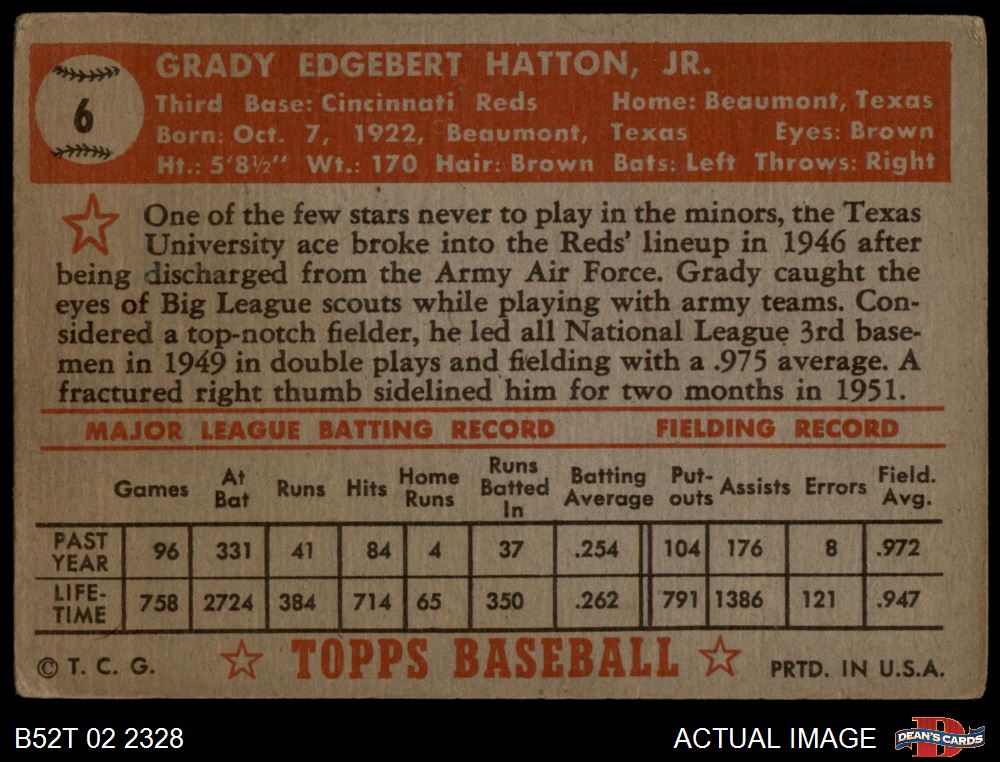 6
GRADY EDGEBERT HATTON, JR.
Third Base: Cincinnati Reds Home: Beaumont, Texas
Born: Oct. 7, 1922, Beaumont, Texas Eyes: Brown
Ht.: 5'8½" Wt.: 170 Hair: Brown Bats: Left Throws: Right
One of the few stars never to play in the minors, the Texas
University ace broke into the Reds' lineup in 1946 after
being discharged from the Army Air Force. Grady caught the
eyes of Big League scouts while playing with army teams. Con-
sidered a top-notch fielder, he led all National League 3rd base-
men in 1949 in double plays and fielding with a .975 average. A
fractured right thumb sidelined him for two months in 1951.
MAJOR LEAGUE BATTING RECORD FIELDING RECORD
Games At Bat Runs Hits Home Runs Runs Batted In Batting Average Put-outs Assists Errors Field. Avg.
PAST YEAR 96 331 41 84 4 37 .254 104 176 8 .972
LIFE-TIME 758 2724 384 714 65 350 .262 791 1386 121 .947
© T. C. G. TOPPS BASEBALL PRTD. IN U.S.A.
B52T 02 2328 ACTUAL IMAGE D DEAN'S CARDS